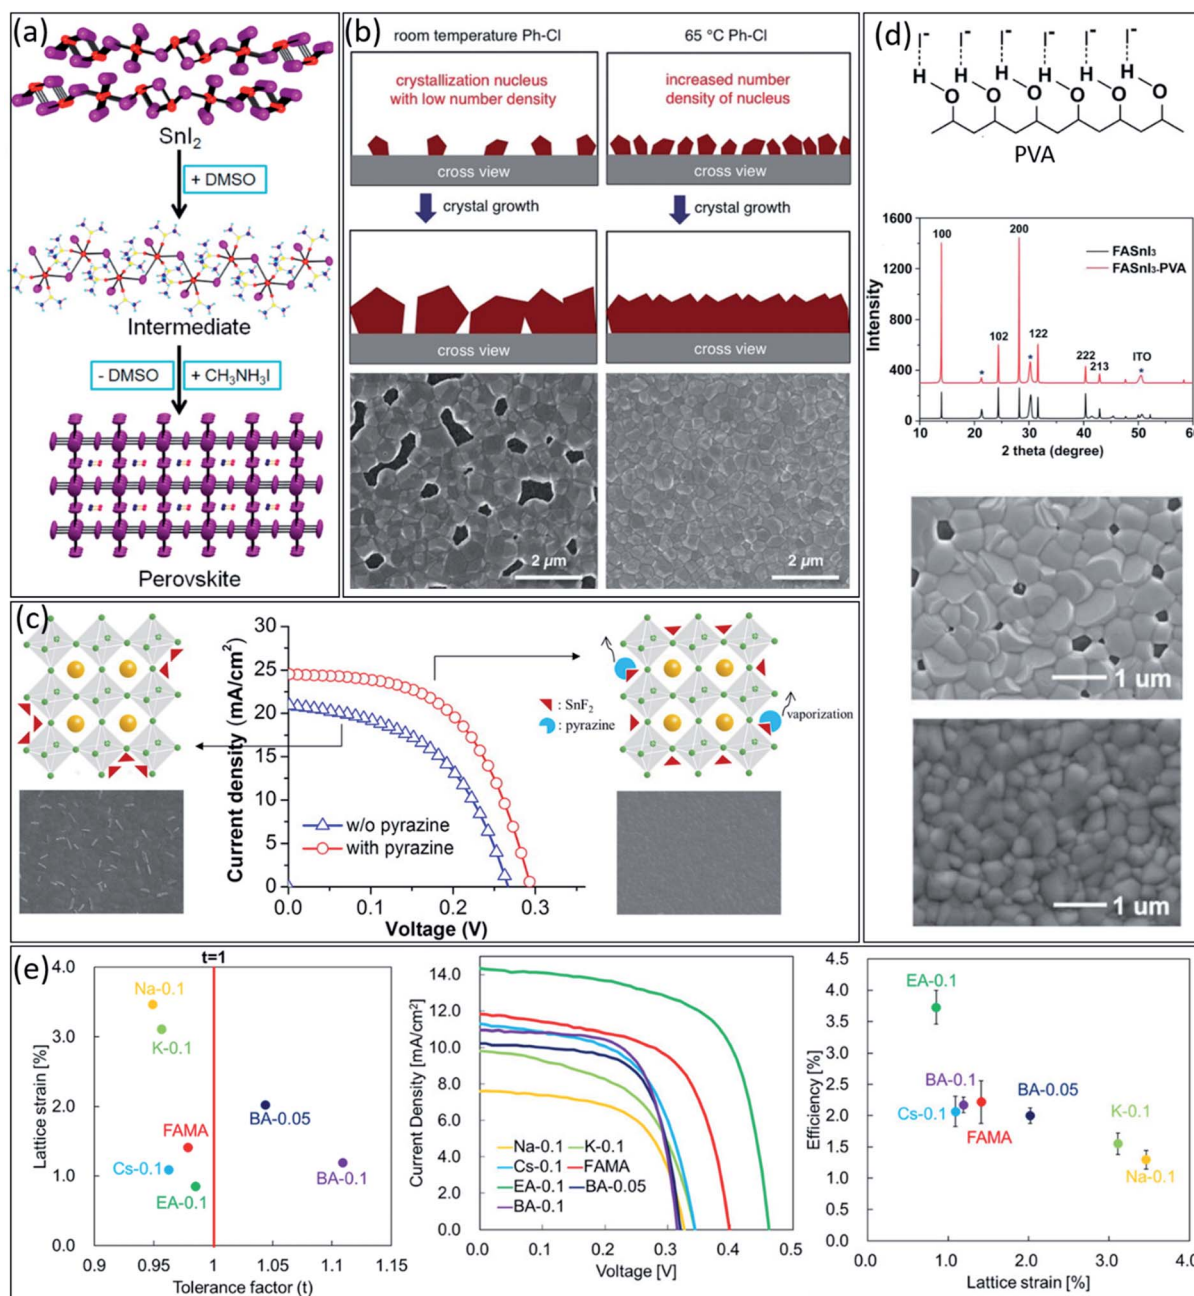 (a)
SnI₂
+ DMSO
Intermediate
- DMSO
+ CH₃NH₃I
Perovskite
(b)
room temperature Ph-Cl
65 °C Ph-Cl
crystallization nucleus
with low number density
increased number
density of nucleus
cross view
cross view
crystal growth
crystal growth
cross view
cross view
2 μm
2 μm
(c)
30
25
20
15
10
5
0
Current density (mA/cm²)
w/o pyrazine
with pyrazine
0.0
0.1
0.2
0.3
Voltage (V)
: SnF₂
: pyrazine
vaporization
(d)
I⁻ I⁻ I⁻ I⁻ I⁻ I⁻
H H H H H H
O O O O O O
PVA
1600
1200
800
400
0
Intensity
100
200
102
122
222
213
ITO
* * *
FASnI₃
FASnI₃-PVA
10 20 30 40 50 60
2 theta (degree)
1 um
1 um
(e)
t=1
4.0
3.0
2.0
1.0
0.0
Lattice strain [%]
Na-0.1
K-0.1
BA-0.05
FAMA
Cs-0.1
EA-0.1
BA-0.1
0.9 0.95 1 1.05 1.1 1.15
Tolerance factor (t)
14.0
12.0
10.0
8.0
6.0
4.0
2.0
0.0
Current Density [mA/cm²]
Na-0.1 K-0.1
Cs-0.1 FAMA
EA-0.1 BA-0.05
BA-0.1
0.0 0.1 0.2 0.3 0.4 0.5
Voltage [V]
4.5
4.0
3.5
3.0
2.5
2.0
1.5
1.0
0.5
0.0
Efficiency [%]
EA-0.1
BA-0.1
BA-0.05
Cs-0.1
FAMA
K-0.1
Na-0.1
0.0 1.0 2.0 3.0 4.0
Lattice strain [%]